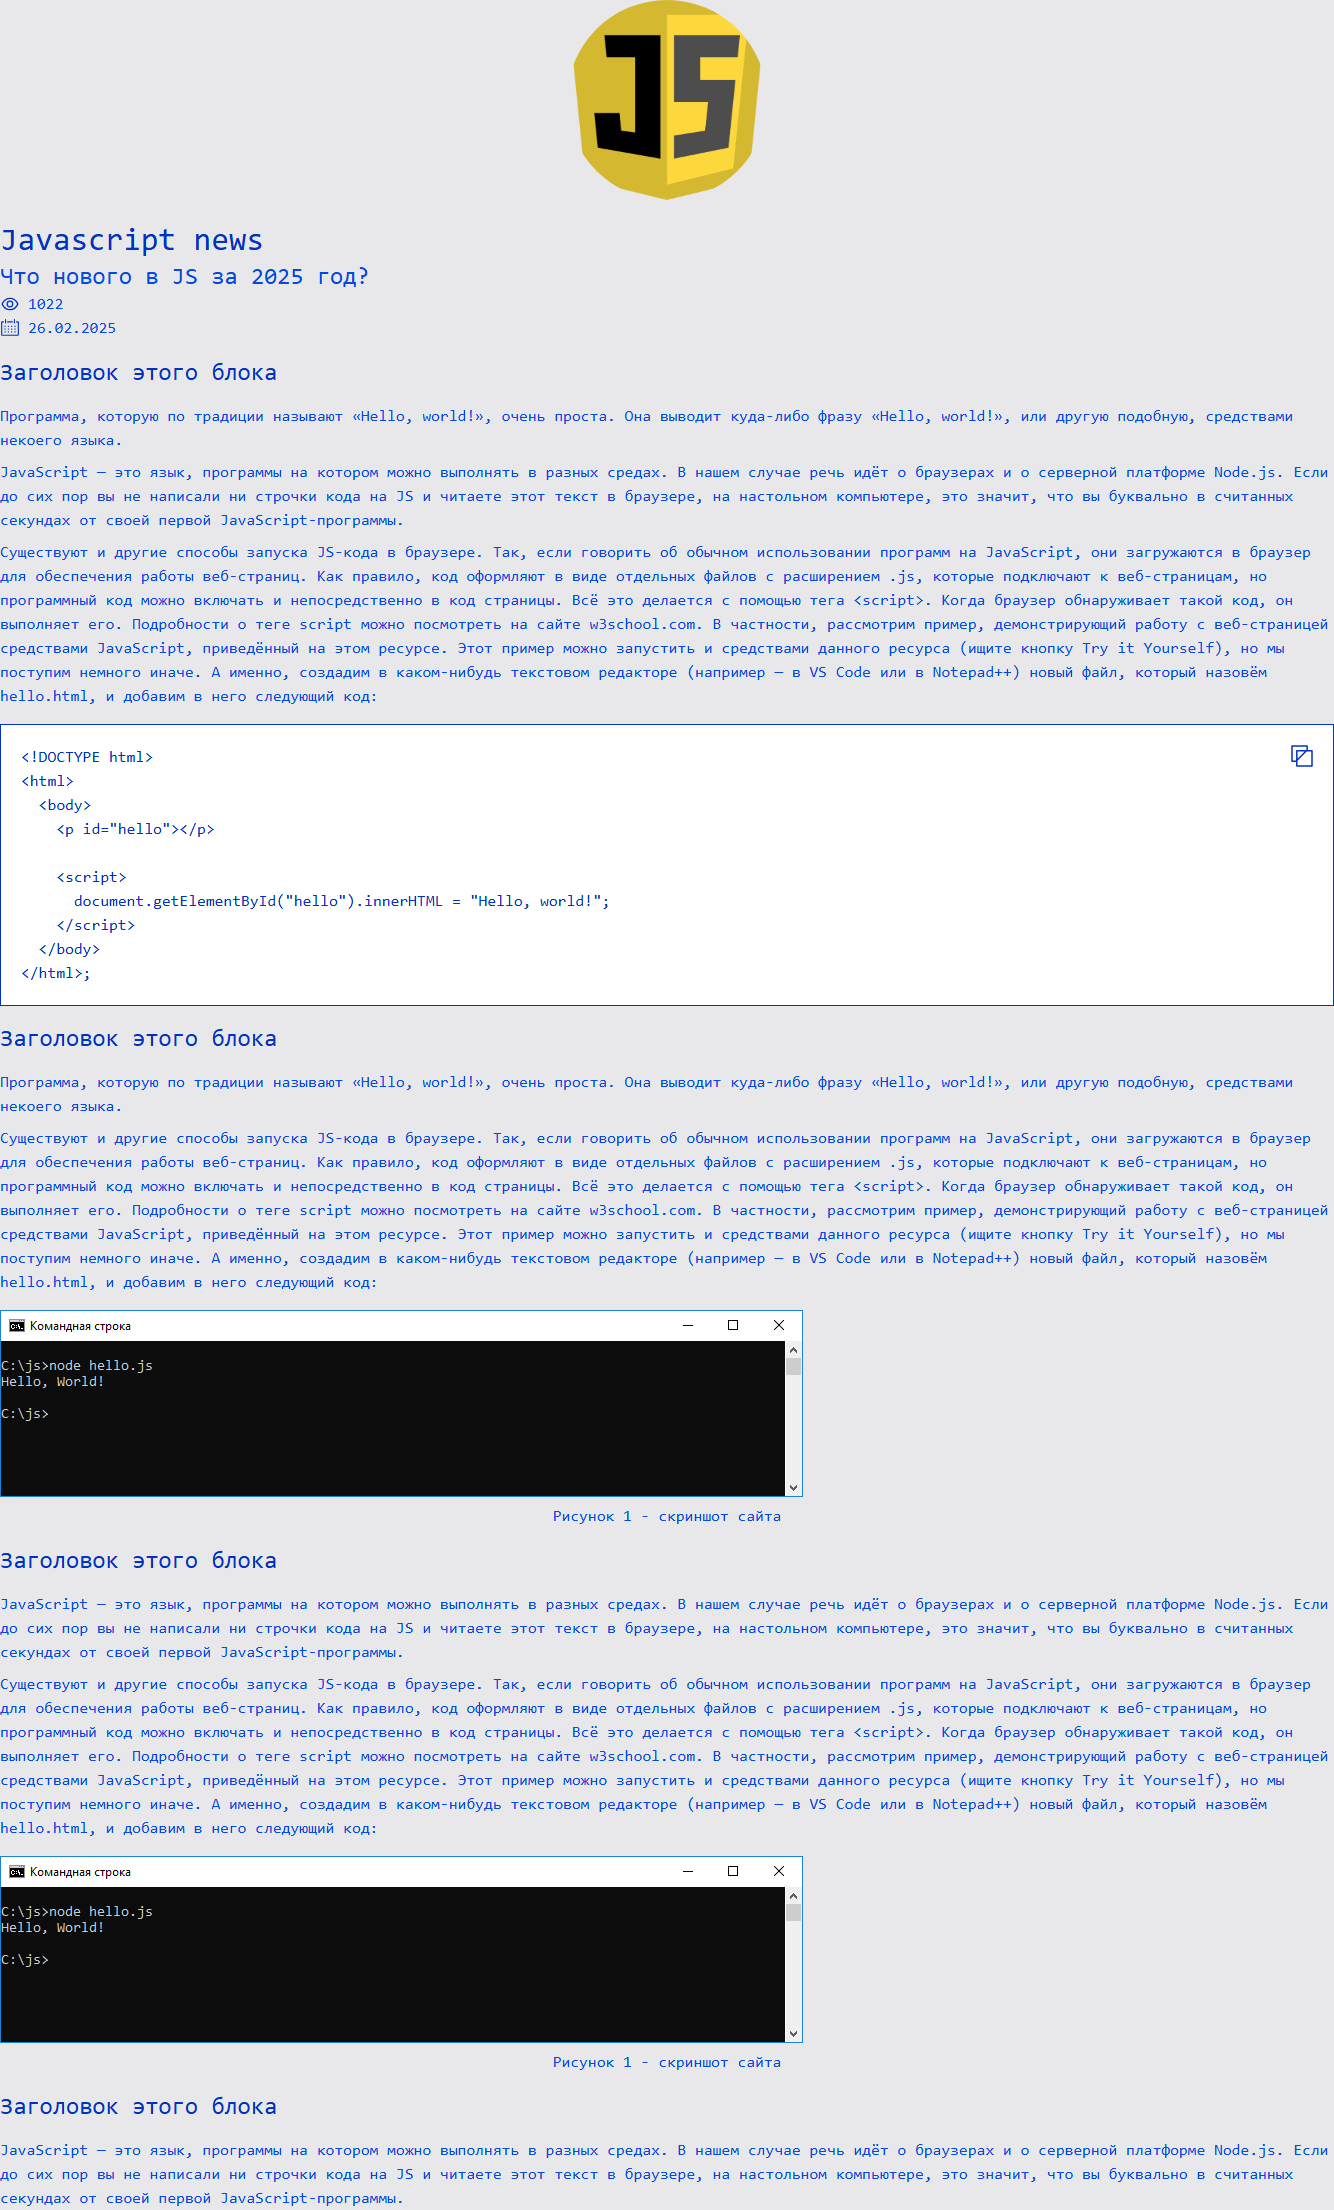 JS
Javascript news
Что нового в JS за 2025 год?
1022
26.02.2025
Заголовок этого блока
Программа, которую по традиции называют «Hello, world!», очень проста. Она выводит куда-либо фразу «Hello, world!», или другую подобную, средствами
некоего языка.
JavaScript — это язык, программы на котором можно выполнять в разных средах. В нашем случае речь идёт о браузерах и о серверной платформе Node.js. Если
до сих пор вы не написали ни строчки кода на JS и читаете этот текст в браузере, на настольном компьютере, это значит, что вы буквально в считанных
секундах от своей первой JavaScript-программы.
Существуют и другие способы запуска JS-кода в браузере. Так, если говорить об обычном использовании программ на JavaScript, они загружаются в браузер
для обеспечения работы веб-страниц. Как правило, код оформляют в виде отдельных файлов с расширением .js, которые подключают к веб-страницам, но
программный код можно включать и непосредственно в код страницы. Всё это делается с помощью тега <script>. Когда браузер обнаруживает такой код, он
выполняет его. Подробности о теге script можно посмотреть на сайте w3school.com. В частности, рассмотрим пример, демонстрирующий работу с веб-страницей
средствами JavaScript, приведённый на этом ресурсе. Этот пример можно запустить и средствами данного ресурса (ищите кнопку Try it Yourself), но мы
поступим немного иначе. А именно, создадим в каком-нибудь текстовом редакторе (например — в VS Code или в Notepad++) новый файл, который назовём
hello.html, и добавим в него следующий код:
<!DOCTYPE html>
<html>
<body>
<p id="hello"></p>
<script>
document.getElementById("hello").innerHTML = "Hello, world!";
</script>
</body>
</html>;
Заголовок этого блока
Программа, которую по традиции называют «Hello, world!», очень проста. Она выводит куда-либо фразу «Hello, world!», или другую подобную, средствами
некоего языка.
Существуют и другие способы запуска JS-кода в браузере. Так, если говорить об обычном использовании программ на JavaScript, они загружаются в браузер
для обеспечения работы веб-страниц. Как правило, код оформляют в виде отдельных файлов с расширением .js, которые подключают к веб-страницам, но
программный код можно включать и непосредственно в код страницы. Всё это делается с помощью тега <script>. Когда браузер обнаруживает такой код, он
выполняет его. Подробности о теге script можно посмотреть на сайте w3school.com. В частности, рассмотрим пример, демонстрирующий работу с веб-страницей
средствами JavaScript, приведённый на этом ресурсе. Этот пример можно запустить и средствами данного ресурса (ищите кнопку Try it Yourself), но мы
поступим немного иначе. А именно, создадим в каком-нибудь текстовом редакторе (например — в VS Code или в Notepad++) новый файл, который назовём
hello.html, и добавим в него следующий код:
Командная строка
C:\js>node hello.js
Hello, World!
C:\js>
Рисунок 1 - скриншот сайта
Заголовок этого блока
JavaScript — это язык, программы на котором можно выполнять в разных средах. В нашем случае речь идёт о браузерах и о серверной платформе Node.js. Если
до сих пор вы не написали ни строчки кода на JS и читаете этот текст в браузере, на настольном компьютере, это значит, что вы буквально в считанных
секундах от своей первой JavaScript-программы.
Существуют и другие способы запуска JS-кода в браузере. Так, если говорить об обычном использовании программ на JavaScript, они загружаются в браузер
для обеспечения работы веб-страниц. Как правило, код оформляют в виде отдельных файлов с расширением .js, которые подключают к веб-страницам, но
программный код можно включать и непосредственно в код страницы. Всё это делается с помощью тега <script>. Когда браузер обнаруживает такой код, он
выполняет его. Подробности о теге script можно посмотреть на сайте w3school.com. В частности, рассмотрим пример, демонстрирующий работу с веб-страницей
средствами JavaScript, приведённый на этом ресурсе. Этот пример можно запустить и средствами данного ресурса (ищите кнопку Try it Yourself), но мы
поступим немного иначе. А именно, создадим в каком-нибудь текстовом редакторе (например — в VS Code или в Notepad++) новый файл, который назовём
hello.html, и добавим в него следующий код:
Командная строка
C:\js>node hello.js
Hello, World!
C:\js>
Рисунок 1 - скриншот сайта
Заголовок этого блока
JavaScript — это язык, программы на котором можно выполнять в разных средах. В нашем случае речь идёт о браузерах и о серверной платформе Node.js. Если
до сих пор вы не написали ни строчки кода на JS и читаете этот текст в браузере, на настольном компьютере, это значит, что вы буквально в считанных
секундах от своей первой JavaScript-программы.